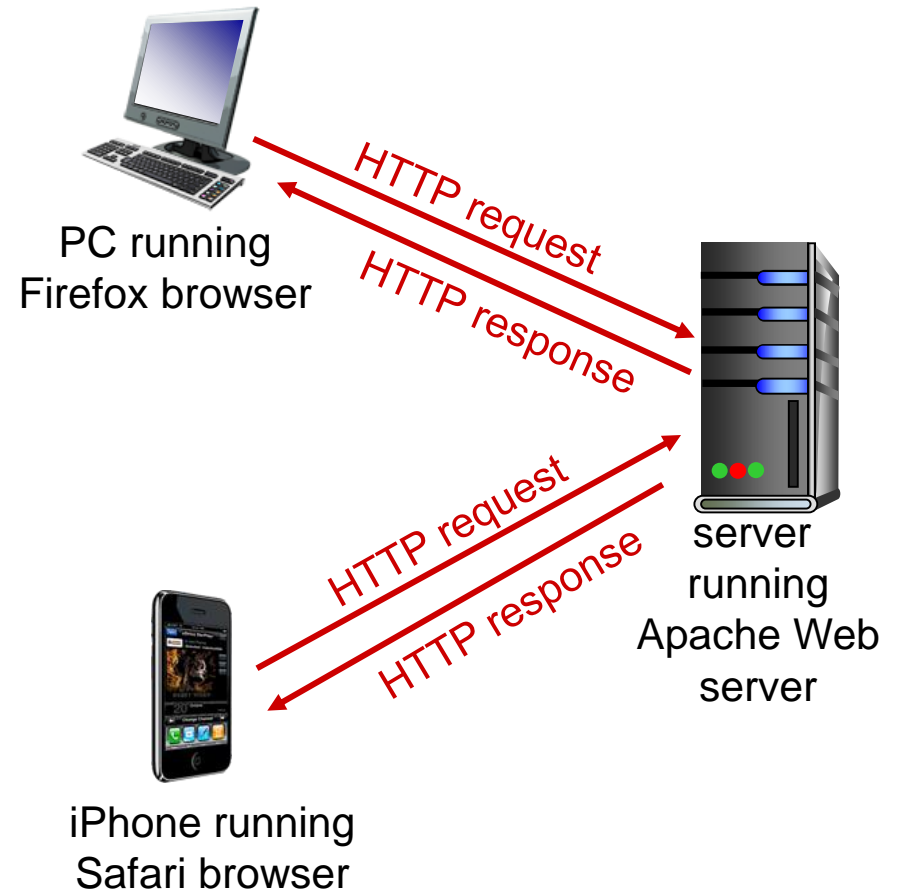 HTTP request
HTTP response
PC running
Firefox browser
HTTP request
HTTP response
server
running
Apache Web
server
iPhone running
Safari browser